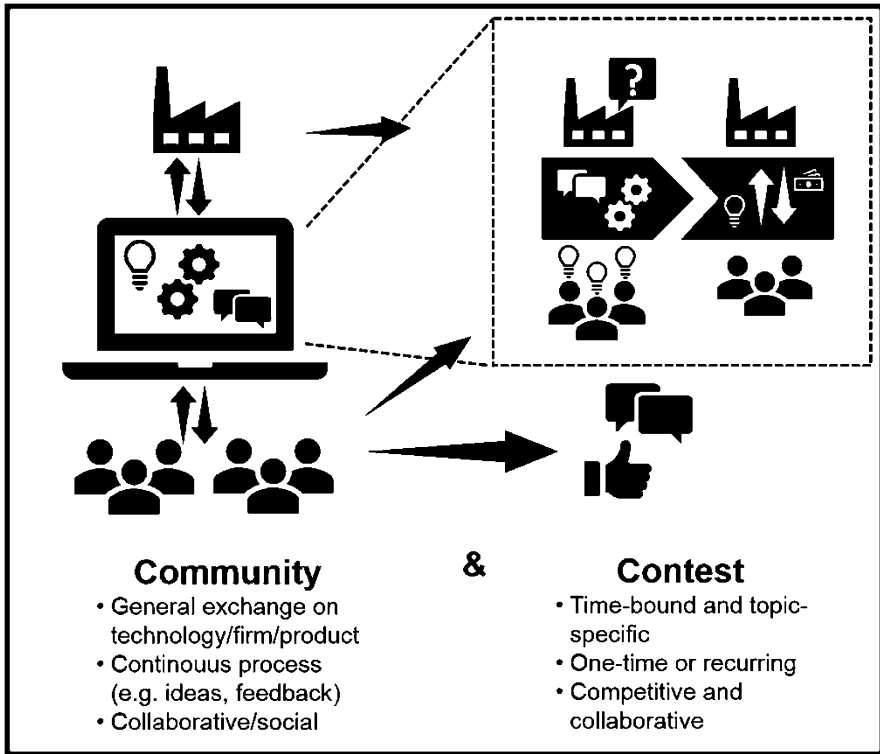 ?
Community
• General exchange on
technology/firm/product
• Continouus process
(e.g. ideas, feedback)
• Collaborative/social
&
Contest
• Time-bound and topic-
specific
• One-time or recurring
• Competitive and
collaborative